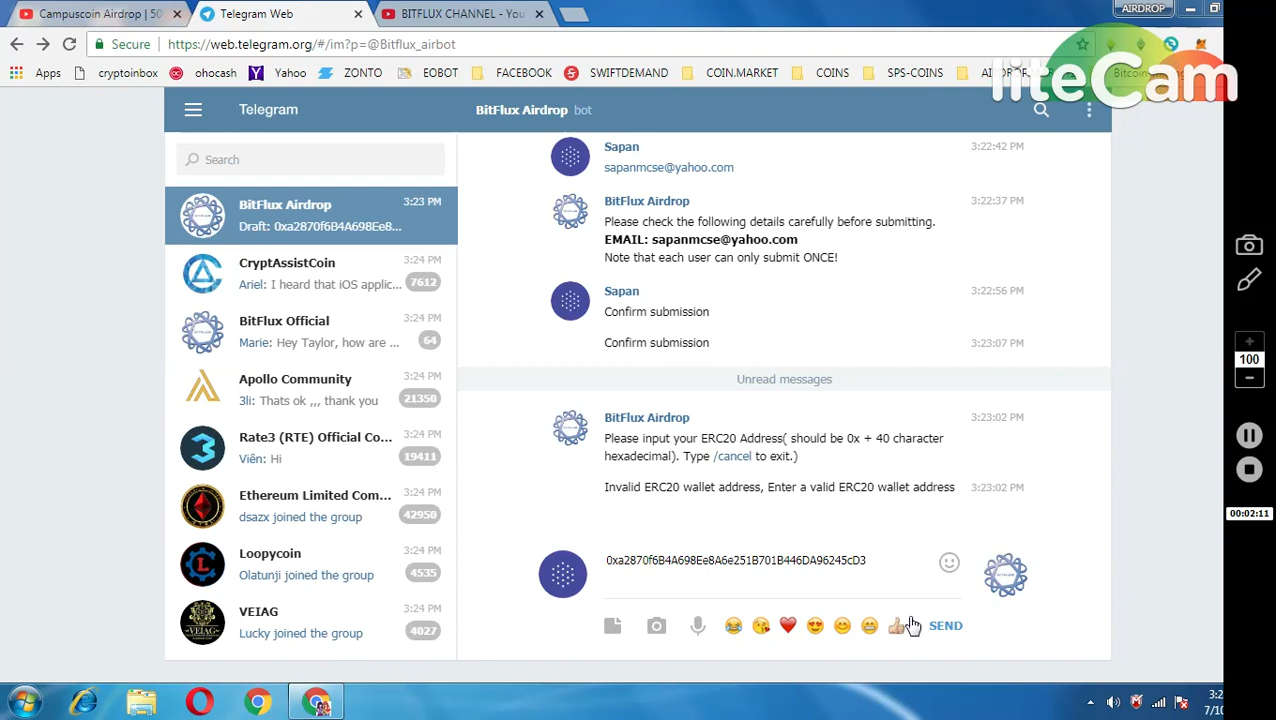 Campuscoin Airdrop | 50
Telegram Web
BITFLUX CHANNEL - You
AIRDROP
Secure
https://web.telegram.org/#/im?p=@Bitflux_airbot
Apps
cryptoinbox
ohocash
Yahoo
ZONTO
EOBOT
FACEBOOK
SWIFTDEMAND
COIN.MARKET
COINS
SPS-COINS
liteCam
Telegram
BitFlux Airdrop bot
Search
BitFlux Airdrop
3:23 PM
Draft: 0xa2870f6B4A698Ee8...
CryptAssistCoin
3:24 PM
Ariel: I heard that iOS applic...
7612
BitFlux Official
3:24 PM
Marie: Hey Taylor, how are ...
64
Apollo Community
3:24 PM
3li: Thats ok ,,, thank you
21350
Rate3 (RTE) Official Co...
3:24 PM
Viên: Hi
19411
Ethereum Limited Com...
3:24 PM
dsazx joined the group
42950
Loopycoin
3:24 PM
Olatunji joined the group
4535
VEIAG
3:24 PM
Lucky joined the group
4027
Sapan
3:22:42 PM
sapanmcse@yahoo.com
BitFlux Airdrop
3:22:37 PM
Please check the following details carefully before submitting.
EMAIL: sapanmcse@yahoo.com
Note that each user can only submit ONCE!
Sapan
3:22:56 PM
Confirm submission
Confirm submission
3:23:07 PM
Unread messages
BitFlux Airdrop
3:23:02 PM
Please input your ERC20 Address( should be 0x + 40 character
hexadecimal). Type /cancel to exit.)
Invalid ERC20 wallet address, Enter a valid ERC20 wallet address
3:23:02 PM
0xa2870f6B4A698Ee8A6e251B701B446DA96245cD3
SEND
100
00:02:11